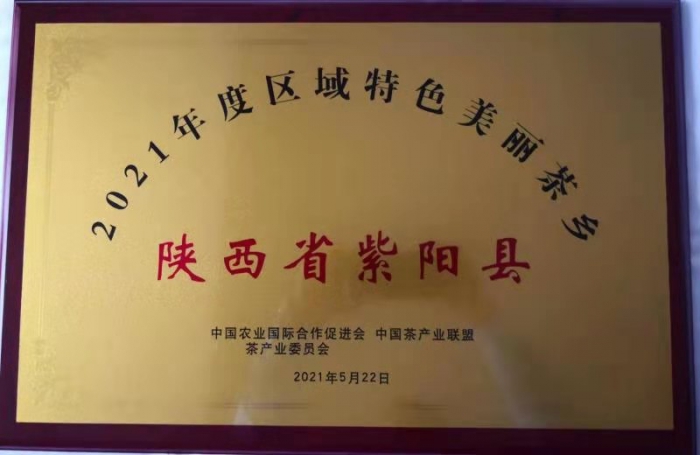 2021年度区域特色美丽茶乡
陕西省紫阳县
中国农业国际合作促进会 中国茶产业联盟
茶产业委员会
2021年5月22日